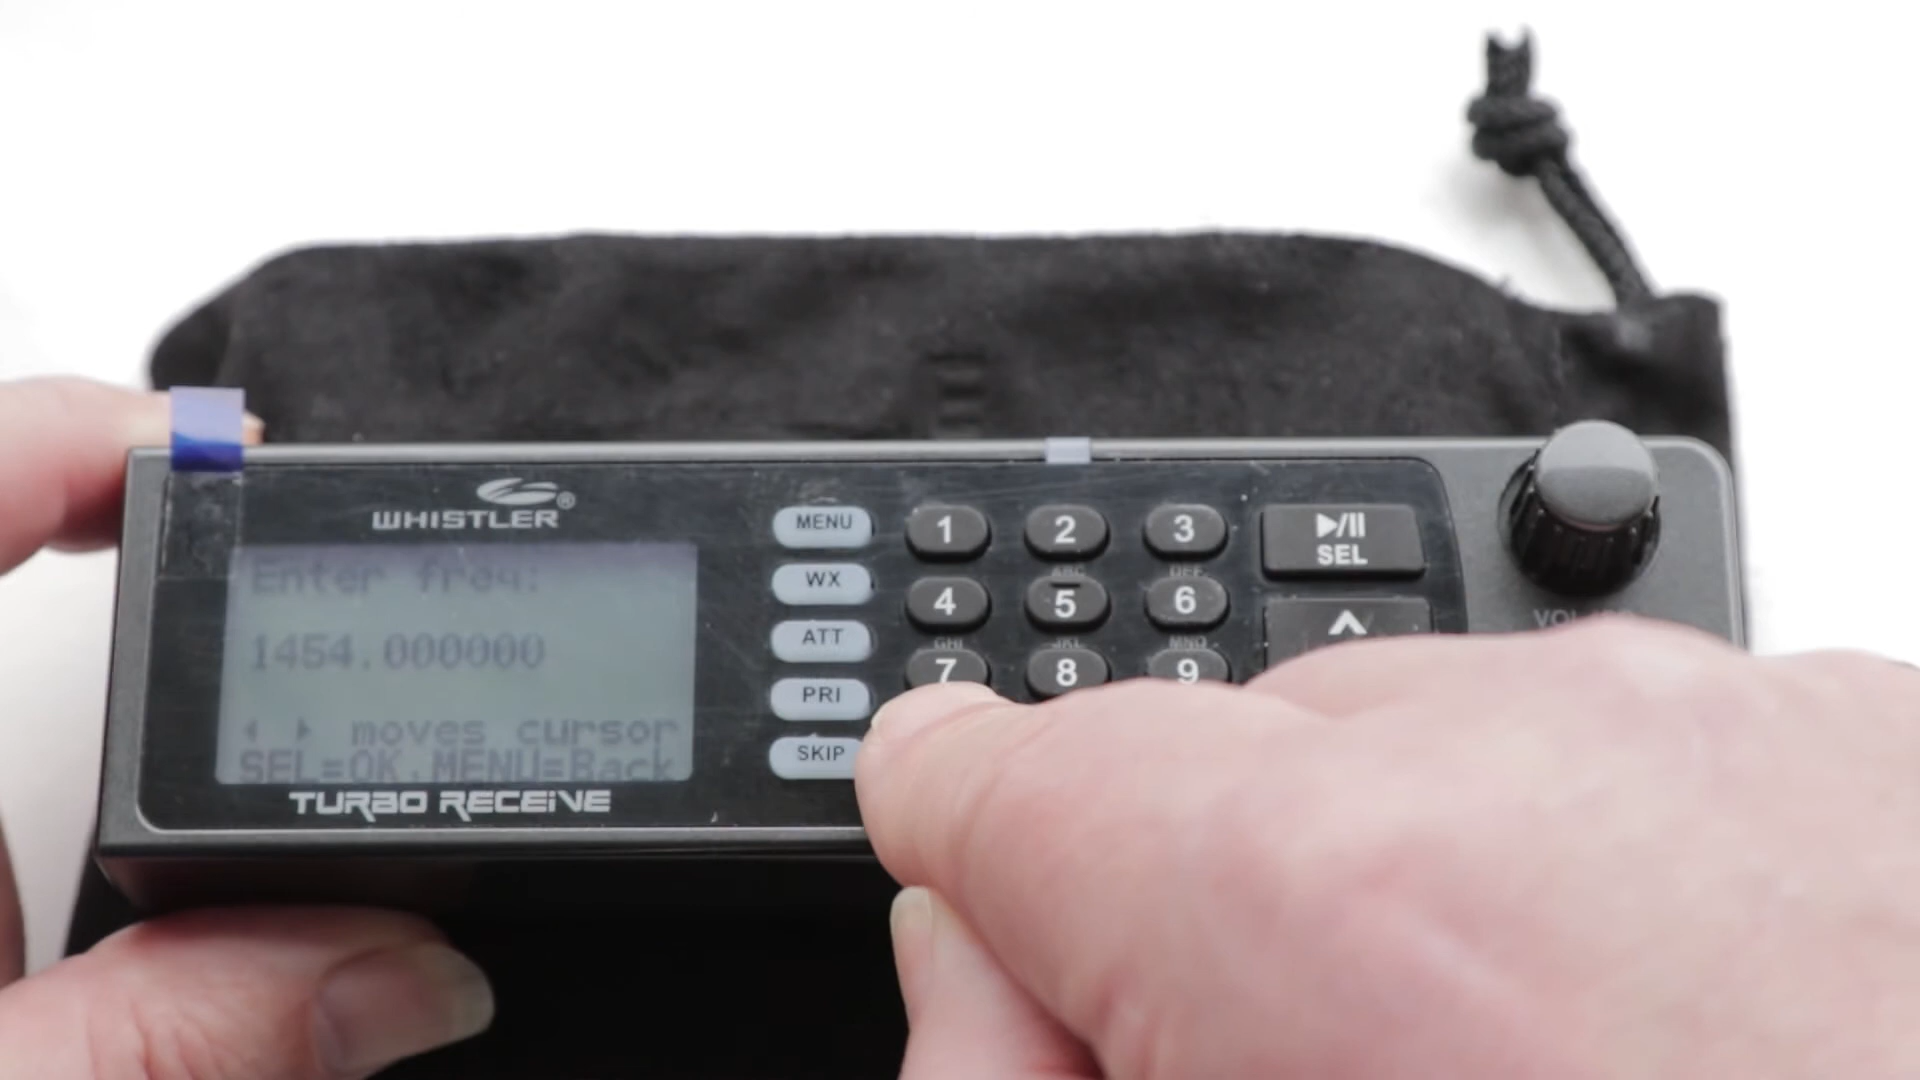 WHISTLER®
Enter freq:
1454.000000
◂ ▸ moves cursor
SEL=OK,MENU=Back
TURBO RECEIVE
MENU
WX
ATT
PRI
SKIP
1 2 3
ABC DEF
4 5 6
GHI JKL MNO
7 8 9
▶/II
SEL